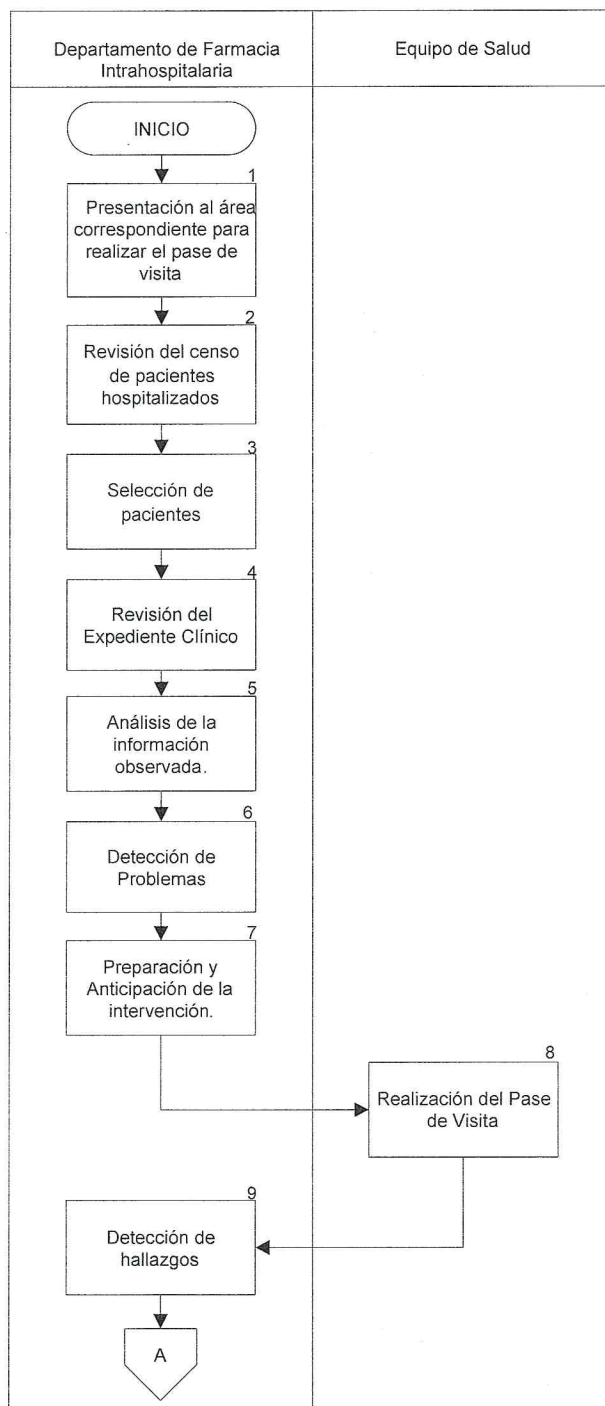 Departamento de Farmacia
Intrahospitalaria
Equipo de Salud
INICIO
1
Presentación al área
correspondiente para
realizar el pase de
visita
2
Revisión del censo
de pacientes
hospitalizados
3
Selección de
pacientes
4
Revisión del
Expediente Clínico
5
Análisis de la
información
observada.
6
Detección de
Problemas
7
Preparación y
Anticipación de la
intervención.
8
Realización del Pase
de Visita
9
Detección de
hallazgos
A